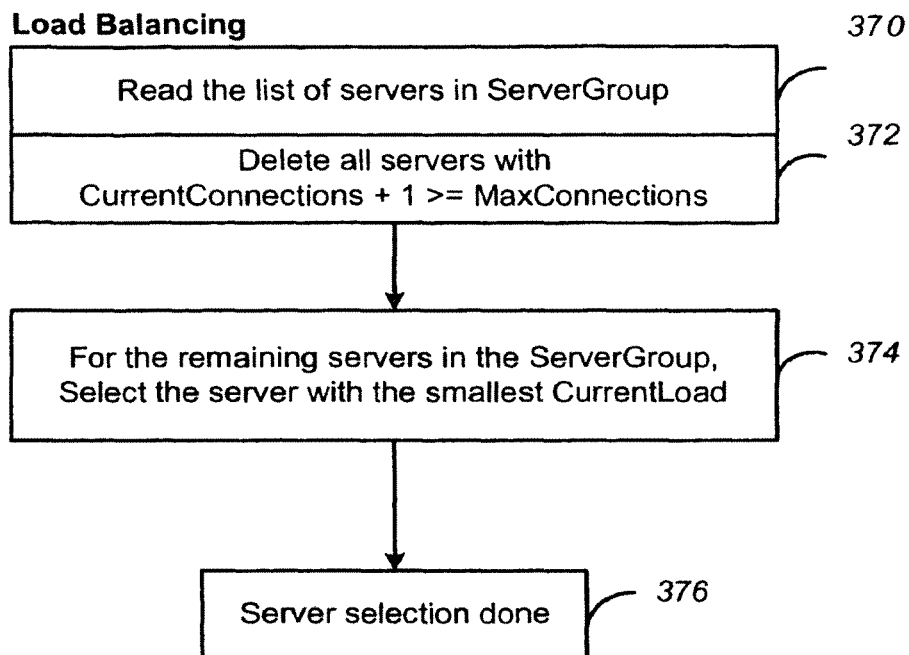 Load Balancing
370
Read the list of servers in ServerGroup
372
Delete all servers with
CurrentConnections + 1 >= MaxConnections
For the remaining servers in the ServerGroup,
Select the server with the smallest CurrentLoad
374
Server selection done
376